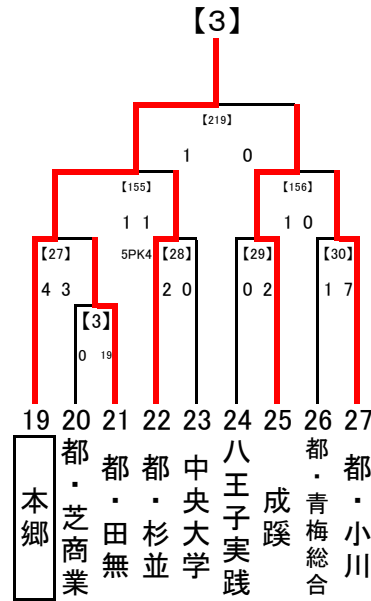 【3】
【219】
1 0
【155】 【156】
1 1 1 0
【27】 5PK4 【28】 【29】 【30】
4 3 2 0 0 2 1 7
【3】
0 19
19 20 21 22 23 24 25 26 27
本郷
都・芝商業
都・田無
都・杉並
中央大学
八王子実践
成蹊
都・青梅総合
都・小川